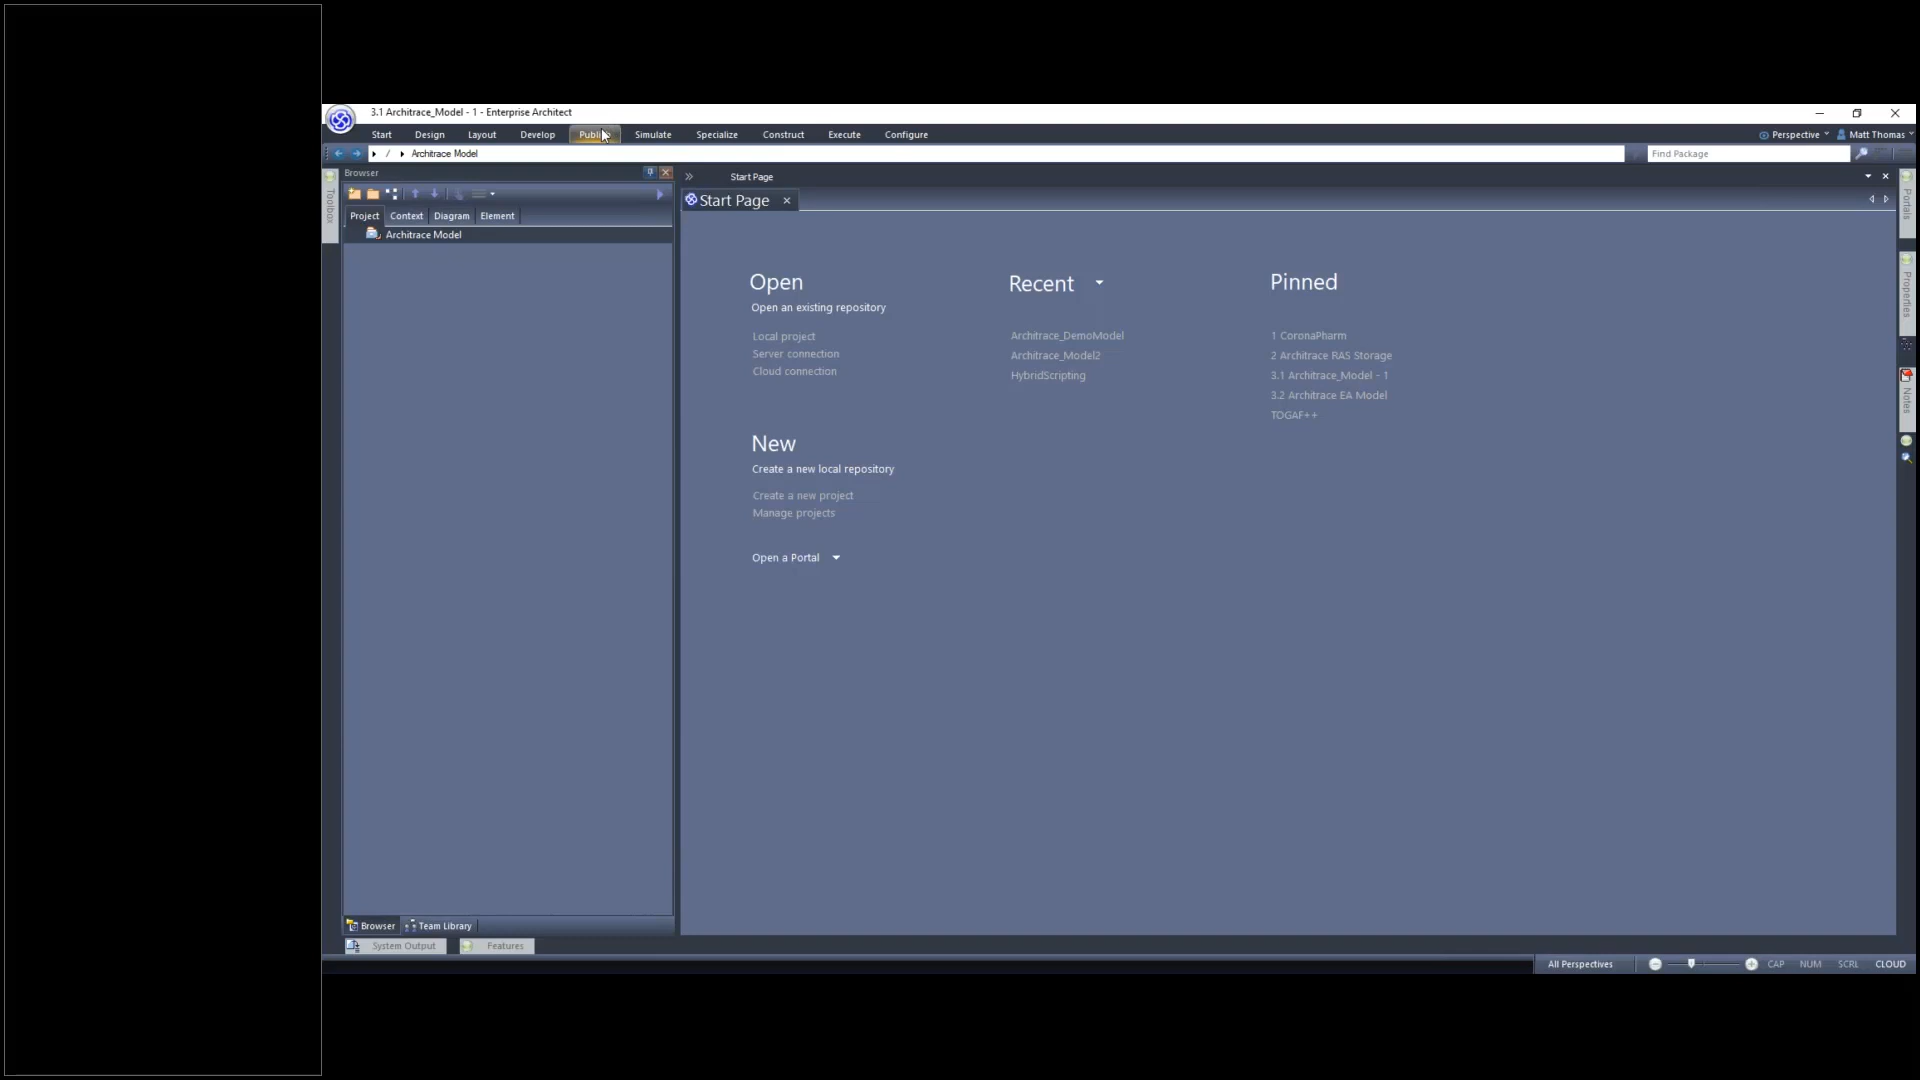 3.1 Architrace_Model - 1 - Enterprise Architect
Start Design Layout Develop Simulate Specialize Construct Execute Configure
Perspective Matt Thomas
/ Architrace Model
Find Package
Browser
Start Page
Toolbox
Start Page
Project Context Diagram Element
Architrace Model
Open
Open an existing repository
Local project
Server connection
Cloud connection
New
Create a new local repository
Create a new project
Manage projects
Open a Portal
Recent
Architrace_DemoModel
Architrace_Model2
HybridScripting
Pinned
1 CoronaPharm
2 Architrace RAS Storage
3.1 Architrace_Model - 1
3.2 Architrace EA Model
TOGAF++
Portals
Properties
Notes
Browser Team Library
System Output Features
All Perspectives CAP NUM SCRL CLOUD